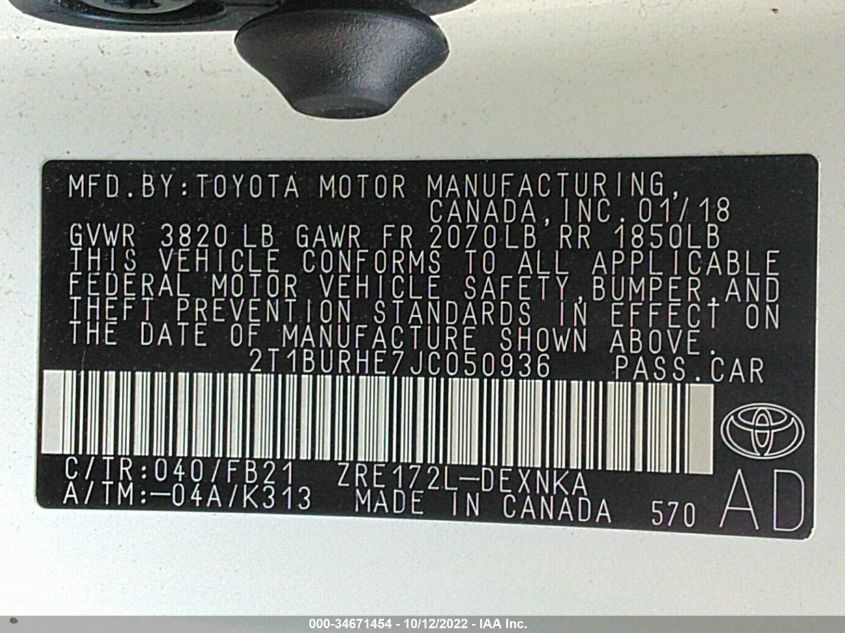 MFD.BY:TOYOTA MOTOR MANUFACTURING,
CANADA,INC.01/18
GVWR 3820 LB GAWR FR 2070LB RR 1850LB
THIS VEHICLE CONFORMS TO ALL APPLICABLE
FEDERAL MOTOR VEHICLE SAFETY,BUMPER,AND
THEFT PREVENTION STANDARDS IN EFFECT ON
THE DATE OF MANUFACTURE SHOWN ABOVE.
2T1BURHE7JC050936 PASS.CAR
C/TR:040/FB21 ZRE172L-DEXNKA
A/TM:-04A/K313 MADE IN CANADA 570 AD
000-34671454 - 10/12/2022 - IAA Inc.